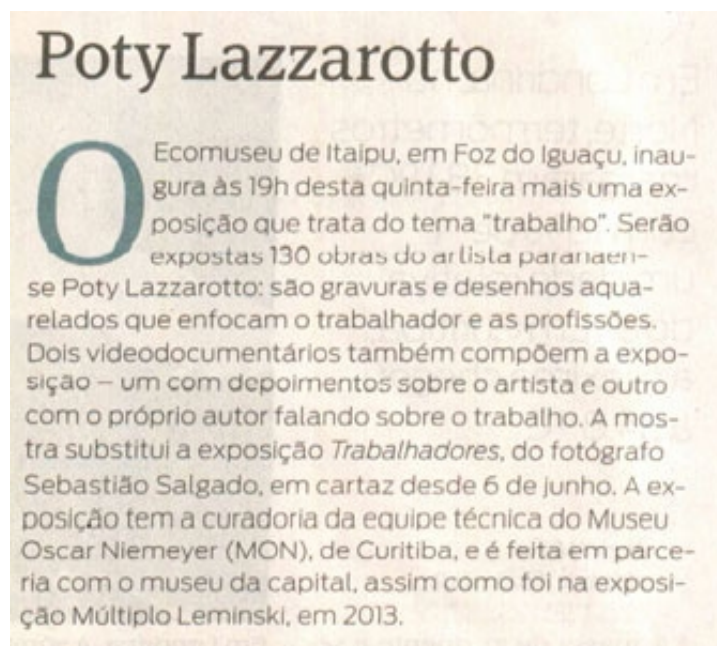 Poty Lazzarotto
O Ecomuseu de Itaipu, em Foz do Iguaçu, inau-
gura às 19h desta quinta-feira mais uma ex-
posição que trata do tema "trabalho". Serão
expostas 130 obras do artista paranaen-
se Poty Lazzarotto: são gravuras e desenhos aqua-
relados que enfocam o trabalhador e as profissões.
Dois videodocumentários também compõem a expo-
sição – um com depoimentos sobre o artista e outro
com o próprio autor falando sobre o trabalho. A mos-
tra substitui a exposição Trabalhadores, do fotógrafo
Sebastião Salgado, em cartaz desde 6 de junho. A ex-
posição tem a curadoria da equipe técnica do Museu
Oscar Niemeyer (MON), de Curitiba, e é feita em parce-
ria com o museu da capital, assim como foi na exposi-
ção Múltiplo Leminski, em 2013.